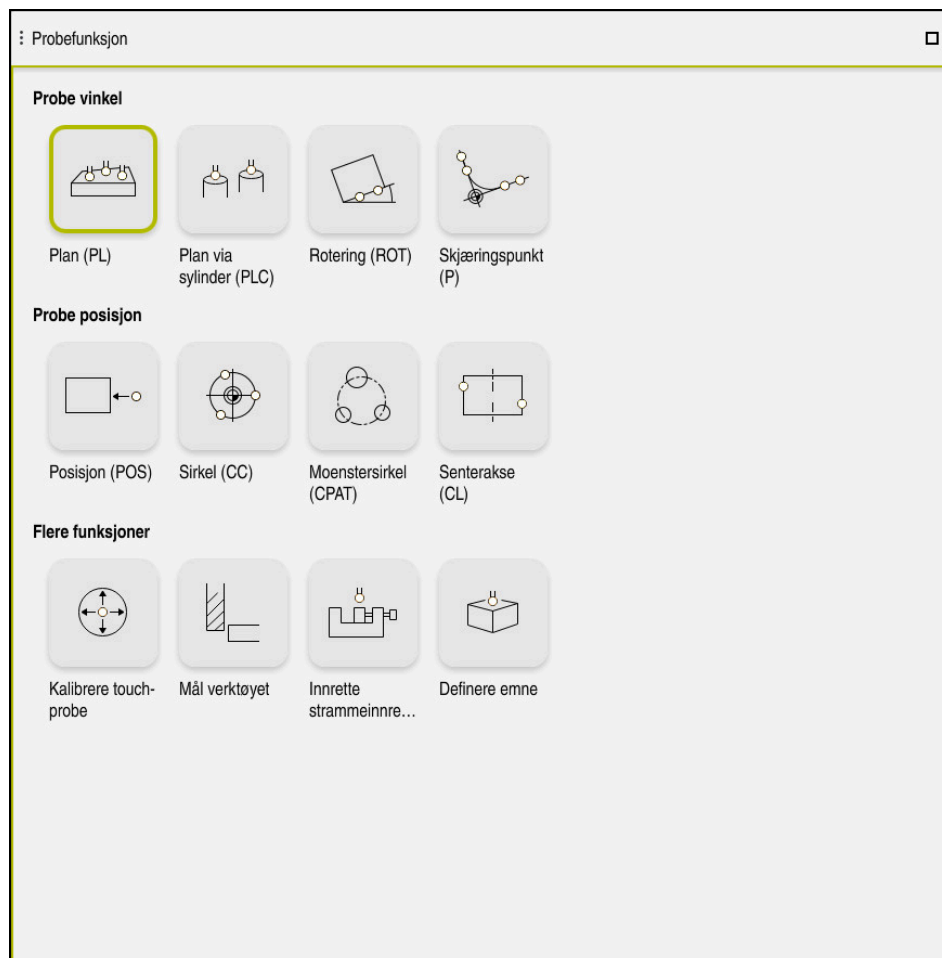 Probefunksjon
Probe vinkel
Plan (PL)
Plan via
sylinder (PLC)
Rotering (ROT)
Skjæringspunkt
(P)
Probe posisjon
Posisjon (POS)
Sirkel (CC)
Moenstersirkel
(CPAT)
Senterakse
(CL)
Flere funksjoner
Kalibrere touch-
probe
Mål verktøyet
Innrette
strammeinnre…
Definere emne